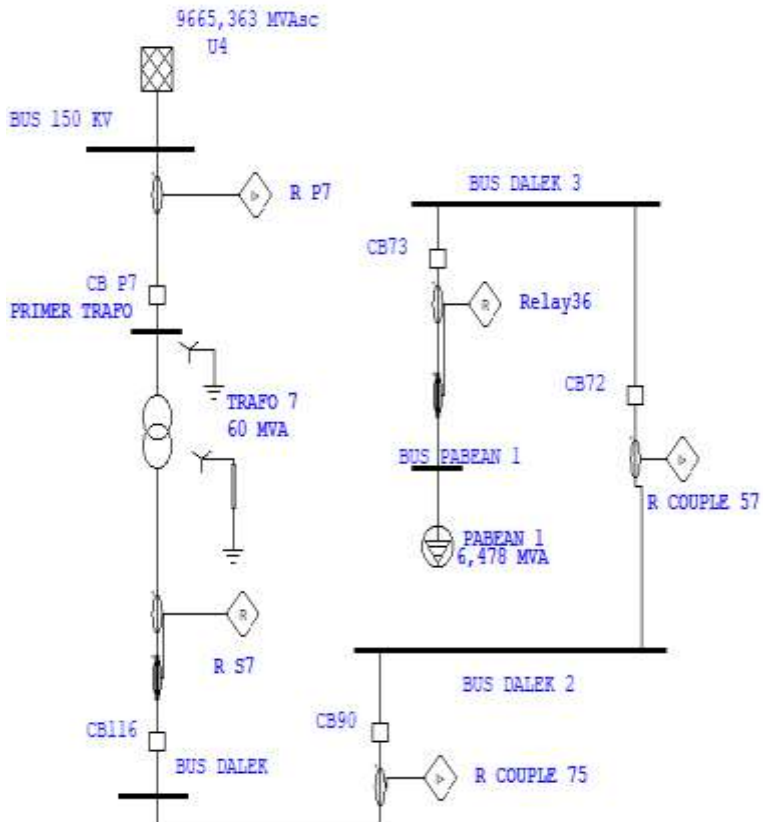 9665,363 MVAsc
U4
BUS 150 KV
R P7
CB P7
PRIMER TRAFO
TRAFO 7
60 MVA
R
R S7
CB116
BUS DALEK
BUS DALEK 3
CB73
R
Relay36
CB72
BUS PABEAN 1
R COUPLE 57
PABEAN 1
6,478 MVA
BUS DALEK 2
CB90
R COUPLE 75